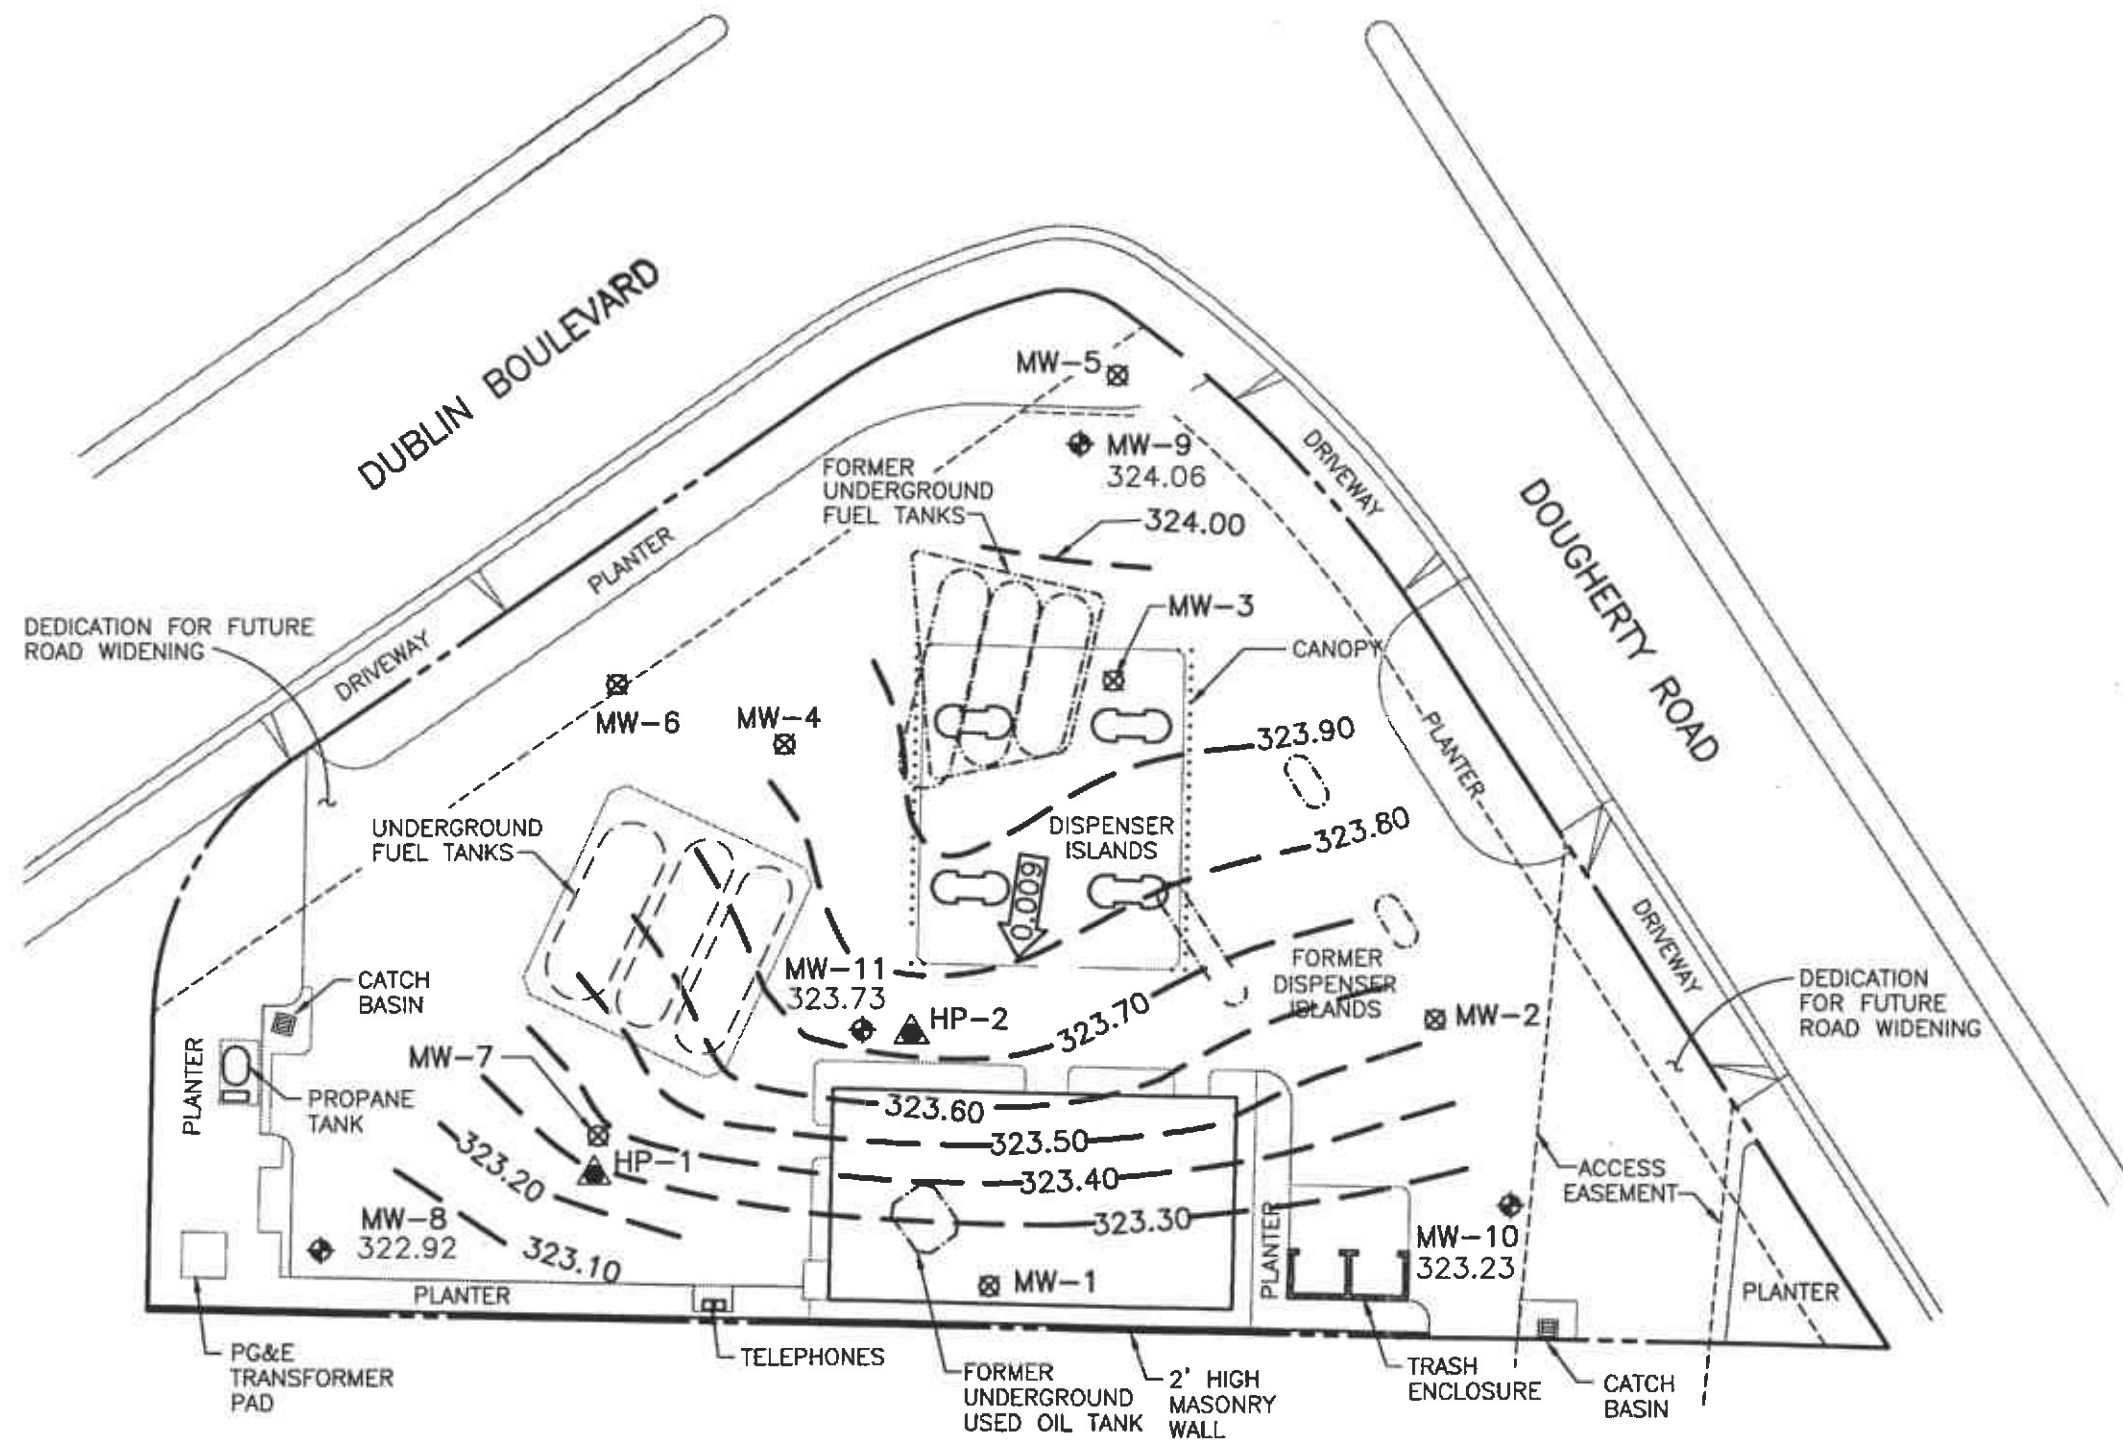 DUBLIN BOULEVARD
DOUGHERTY ROAD
MW-5
MW-9
324.06
FORMER
UNDERGROUND
FUEL TANKS
324.00
DRIVEWAY
PLANTER
MW-3
CANOPY
DEDICATION FOR FUTURE
ROAD WIDENING
DRIVEWAY
MW-6
MW-4
323.90
PLANTER
UNDERGROUND
FUEL TANKS
DISPENSER
ISLANDS
323.80
0.009
DRIVEWAY
MW-11
323.73
HP-2
FORMER
DISPENSER
ISLANDS
323.70
MW-2
DEDICATION
FOR FUTURE
ROAD WIDENING
CATCH
BASIN
MW-7
PLANTER
PROPANE
TANK
323.60
323.50
323.40
323.30
323.20
HP-1
ACCESS
EASEMENT
MW-8
322.92
323.10
PLANTER
MW-1
PLANTER
MW-10
323.23
PLANTER
PG&E
TRANSFORMER
PAD
TELEPHONES
FORMER
UNDERGROUND
USED OIL TANK
2' HIGH
MASONRY
WALL
TRASH
ENCLOSURE
CATCH
BASIN